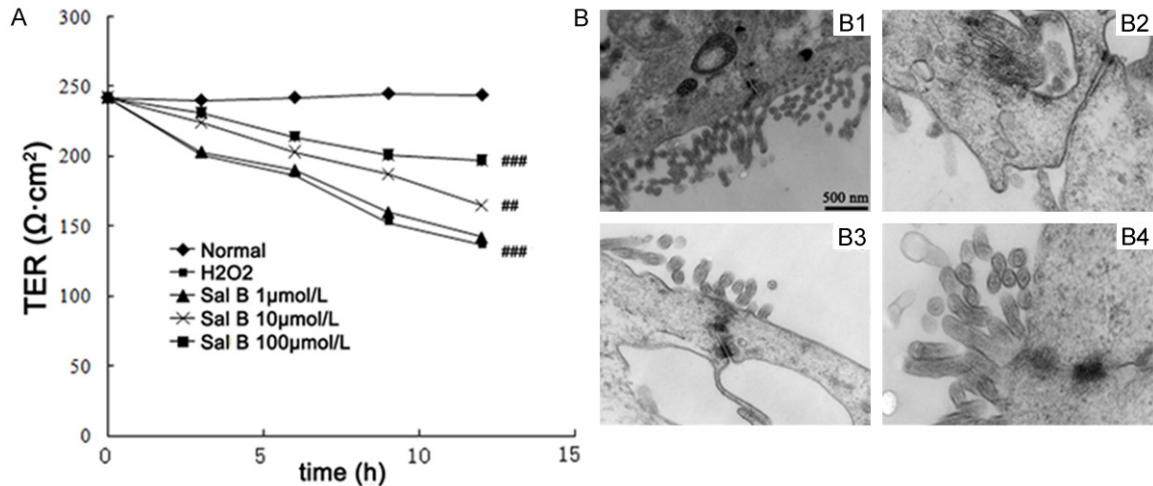 A
300
250
200
150
100
50
0
TER (Ω·cm²)
0
5
10
15
time (h)
Normal
H2O2
Sal B 1μmol/L
Sal B 10μmol/L
Sal B 100μmol/L
###
##
###
B
B1
500 nm
B2
B3
B4